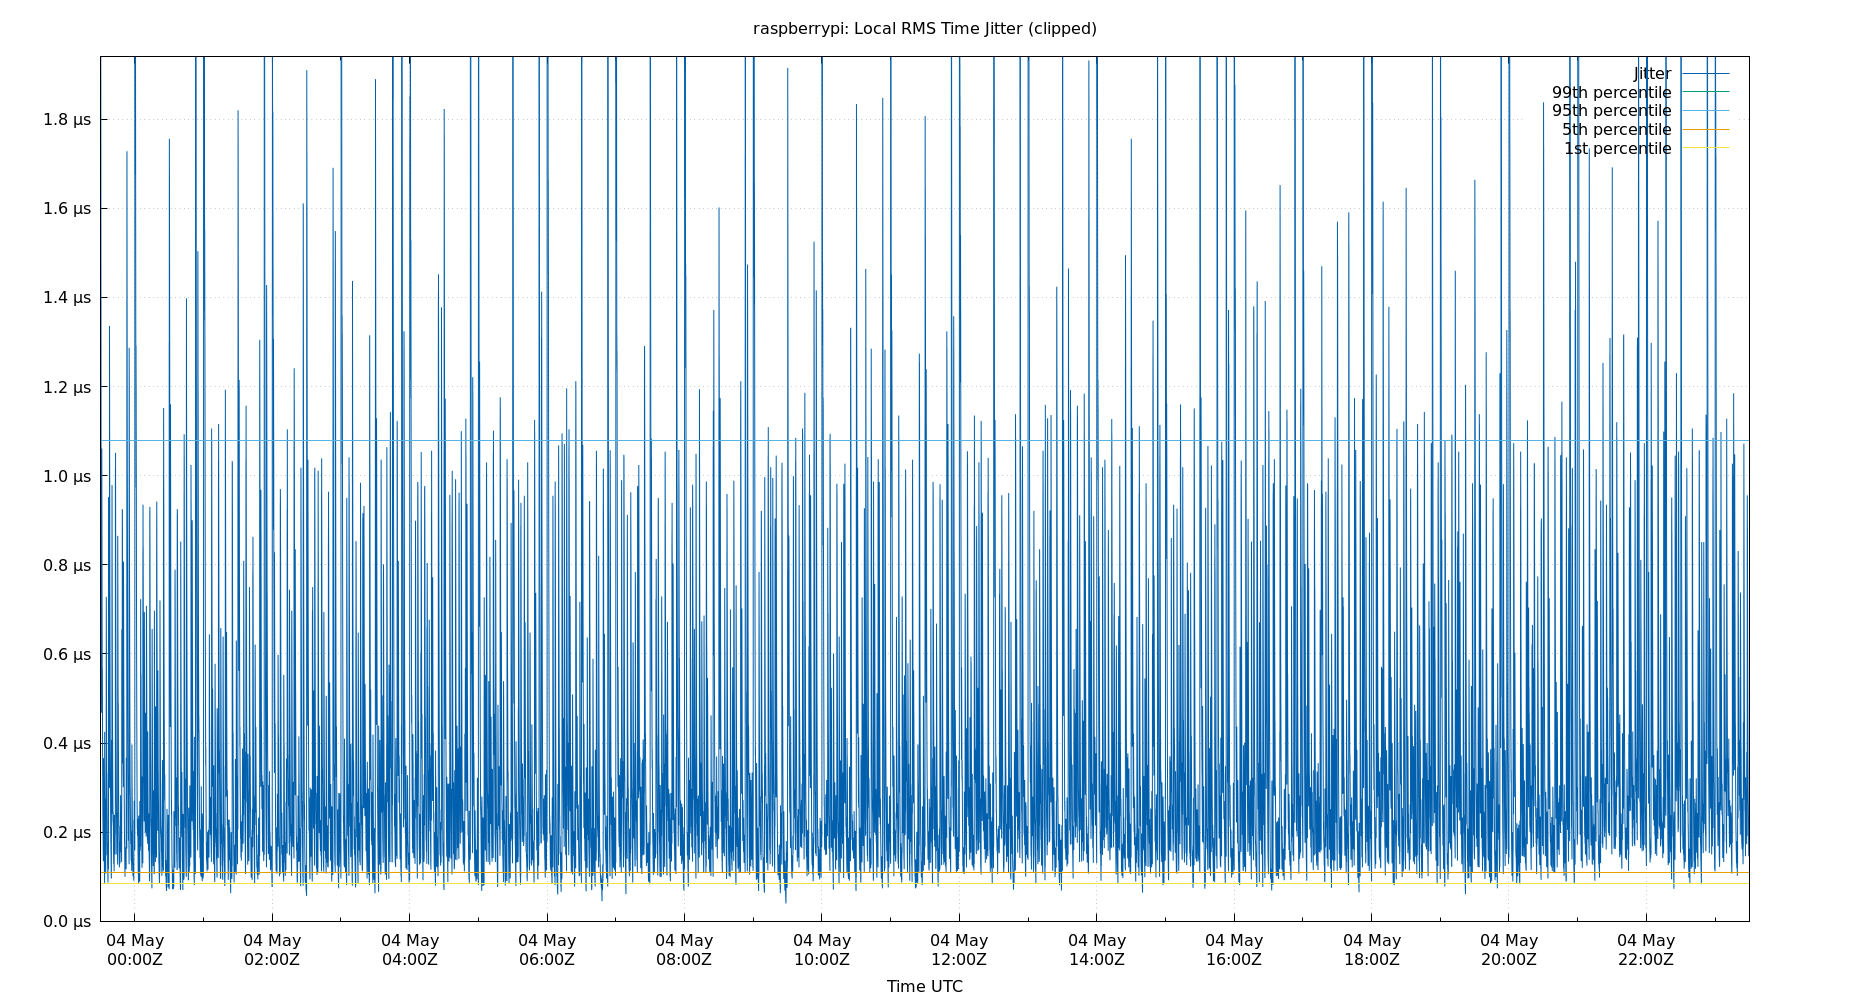 raspberrypi: Local RMS Time Jitter (clipped)
Jitter
99th percentile
95th percentile
5th percentile
1st percentile
1.8 µs
1.6 µs
1.4 µs
1.2 µs
1.0 µs
0.8 µs
0.6 µs
0.4 µs
0.2 µs
0.0 µs
04 May 04 May 04 May 04 May 04 May 04 May 04 May 04 May 04 May 04 May 04 May 04 May
00:00Z 02:00Z 04:00Z 06:00Z 08:00Z 10:00Z 12:00Z 14:00Z 16:00Z 18:00Z 20:00Z 22:00Z
Time UTC